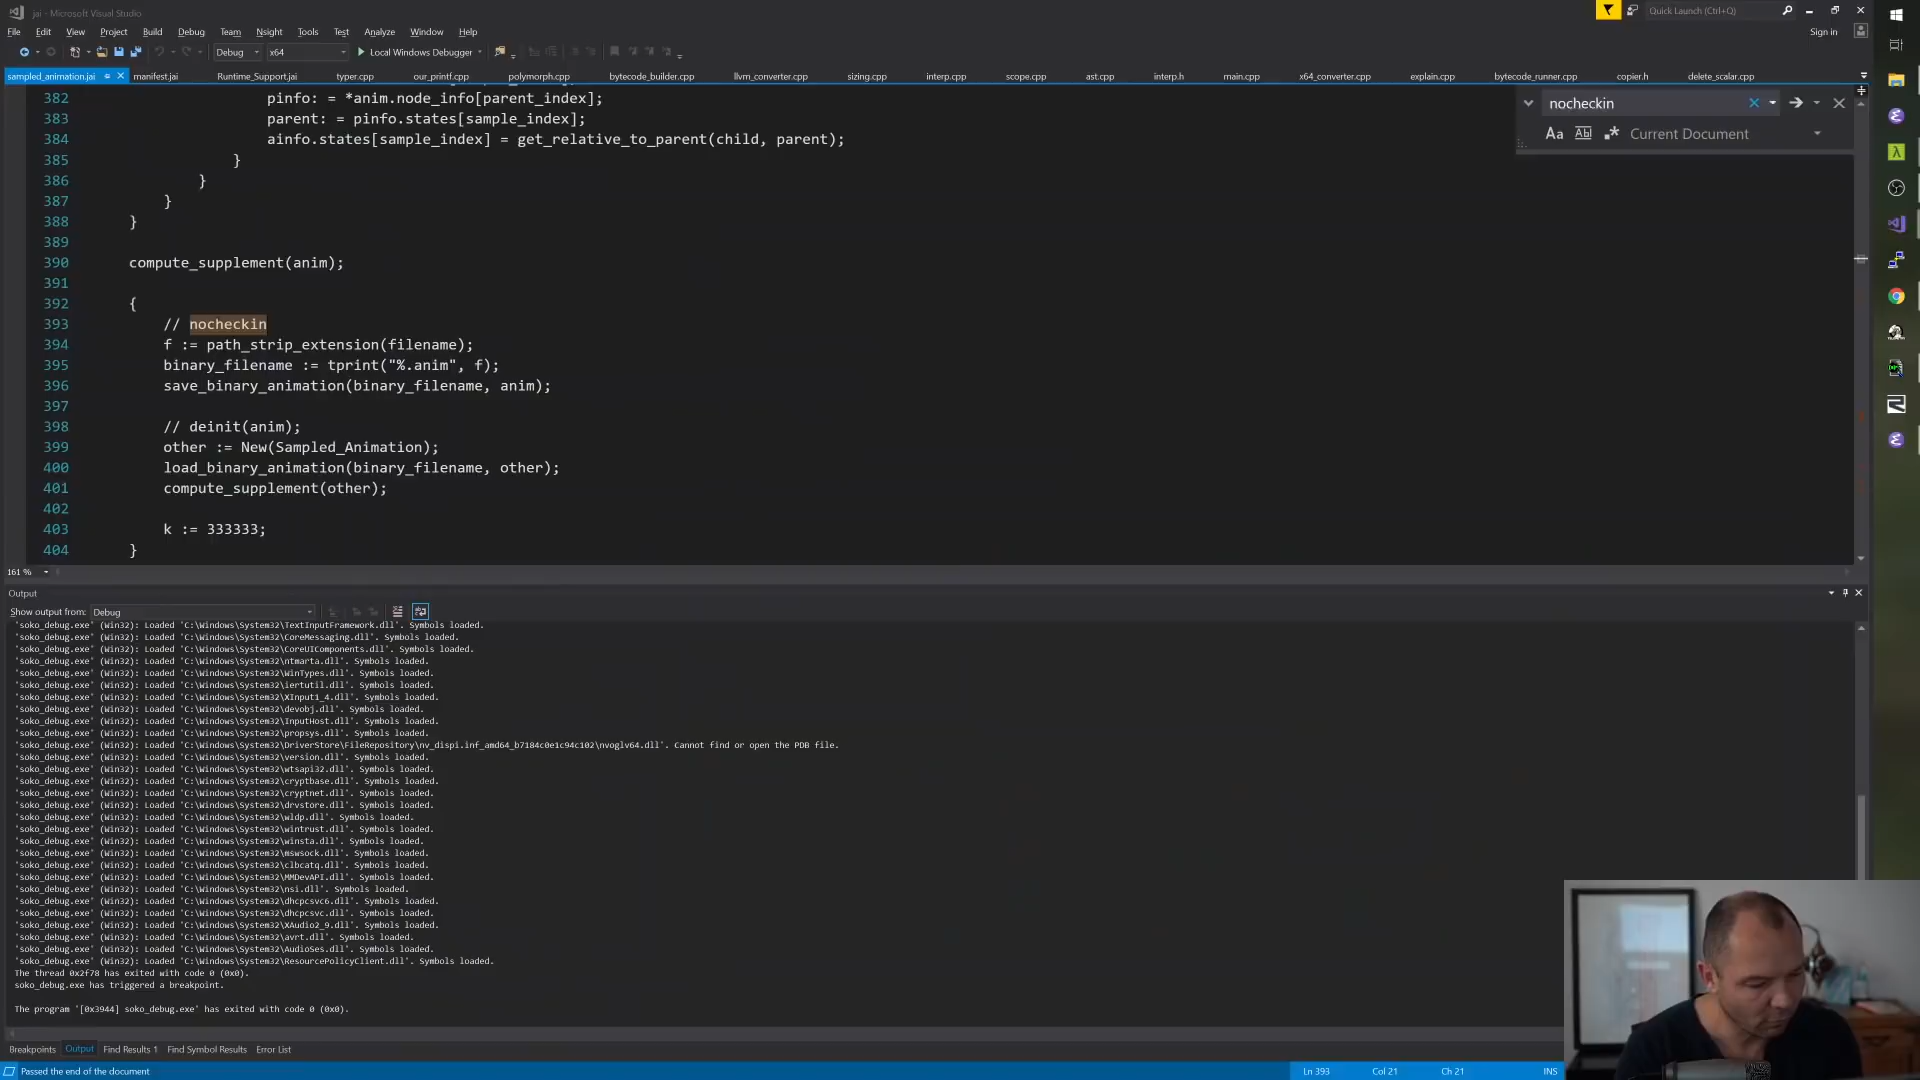 jai - Microsoft Visual Studio
Quick Launch (Ctrl+Q)
File Edit View Project Build Debug Team Nsight Tools Test Analyze Window Help
Sign in
Debug x64 Local Windows Debugger
sampled_animation.jai manifest.jai Runtime_Support.jai typer.cpp our_printf.cpp polymorph.cpp bytecode_builder.cpp llvm_converter.cpp sizing.cpp interp.cpp scope.cpp ast.cpp interp.h main.cpp x64_converter.cpp explain.cpp bytecode_runner.cpp copier.h delete_scalar.cpp
nocheckin
Aa Abl Current Document
382 pinfo: = *anim.node_info[parent_index];
383 parent: = pinfo.states[sample_index];
384 ainfo.states[sample_index] = get_relative_to_parent(child, parent);
385 }
386 }
387 }
388 }
389
390 compute_supplement(anim);
391
392 {
393 // nocheckin
394 f := path_strip_extension(filename);
395 binary_filename := tprint("%.anim", f);
396 save_binary_animation(binary_filename, anim);
397
398 // deinit(anim);
399 other := New(Sampled_Animation);
400 load_binary_animation(binary_filename, other);
401 compute_supplement(other);
402
403 k := 333333;
404 }
161 %
Output
Show output from: Debug
'soko_debug.exe' (Win32): Loaded 'C:\Windows\System32\TextInputFramework.dll'. Symbols loaded.
'soko_debug.exe' (Win32): Loaded 'C:\Windows\System32\CoreMessaging.dll'. Symbols loaded.
'soko_debug.exe' (Win32): Loaded 'C:\Windows\System32\CoreUIComponents.dll'. Symbols loaded.
'soko_debug.exe' (Win32): Loaded 'C:\Windows\System32\ntmarta.dll'. Symbols loaded.
'soko_debug.exe' (Win32): Loaded 'C:\Windows\System32\WinTypes.dll'. Symbols loaded.
'soko_debug.exe' (Win32): Loaded 'C:\Windows\System32\iertutil.dll'. Symbols loaded.
'soko_debug.exe' (Win32): Loaded 'C:\Windows\System32\XInput1_4.dll'. Symbols loaded.
'soko_debug.exe' (Win32): Loaded 'C:\Windows\System32\devobj.dll'. Symbols loaded.
'soko_debug.exe' (Win32): Loaded 'C:\Windows\System32\InputHost.dll'. Symbols loaded.
'soko_debug.exe' (Win32): Loaded 'C:\Windows\System32\propsys.dll'. Symbols loaded.
'soko_debug.exe' (Win32): Loaded 'C:\Windows\System32\DriverStore\FileRepository\nv_dispi.inf_amd64_b7184c0e1c94c102\nvoglv64.dll'. Cannot find or open the PDB file.
'soko_debug.exe' (Win32): Loaded 'C:\Windows\System32\version.dll'. Symbols loaded.
'soko_debug.exe' (Win32): Loaded 'C:\Windows\System32\wtsapi32.dll'. Symbols loaded.
'soko_debug.exe' (Win32): Loaded 'C:\Windows\System32\cryptbase.dll'. Symbols loaded.
'soko_debug.exe' (Win32): Loaded 'C:\Windows\System32\cryptnet.dll'. Symbols loaded.
'soko_debug.exe' (Win32): Loaded 'C:\Windows\System32\drvstore.dll'. Symbols loaded.
'soko_debug.exe' (Win32): Loaded 'C:\Windows\System32\wldp.dll'. Symbols loaded.
'soko_debug.exe' (Win32): Loaded 'C:\Windows\System32\wintrust.dll'. Symbols loaded.
'soko_debug.exe' (Win32): Loaded 'C:\Windows\System32\winsta.dll'. Symbols loaded.
'soko_debug.exe' (Win32): Loaded 'C:\Windows\System32\mswsock.dll'. Symbols loaded.
'soko_debug.exe' (Win32): Loaded 'C:\Windows\System32\clbcatq.dll'. Symbols loaded.
'soko_debug.exe' (Win32): Loaded 'C:\Windows\System32\MMDevAPI.dll'. Symbols loaded.
'soko_debug.exe' (Win32): Loaded 'C:\Windows\System32\nsi.dll'. Symbols loaded.
'soko_debug.exe' (Win32): Loaded 'C:\Windows\System32\dhcpcsvc6.dll'. Symbols loaded.
'soko_debug.exe' (Win32): Loaded 'C:\Windows\System32\dhcpcsvc.dll'. Symbols loaded.
'soko_debug.exe' (Win32): Loaded 'C:\Windows\System32\XAudio2_9.dll'. Symbols loaded.
'soko_debug.exe' (Win32): Loaded 'C:\Windows\System32\avrt.dll'. Symbols loaded.
'soko_debug.exe' (Win32): Loaded 'C:\Windows\System32\AudioSes.dll'. Symbols loaded.
'soko_debug.exe' (Win32): Loaded 'C:\Windows\System32\ResourcePolicyClient.dll'. Symbols loaded.
The thread 0x2f78 has exited with code 0 (0x0).
soko_debug.exe has triggered a breakpoint.
The program '[0x3944] soko_debug.exe' has exited with code 0 (0x0).
Breakpoints Output Find Results 1 Find Symbol Results Error List
Passed the end of the document Ln 393 Col 21 Ch 21 INS